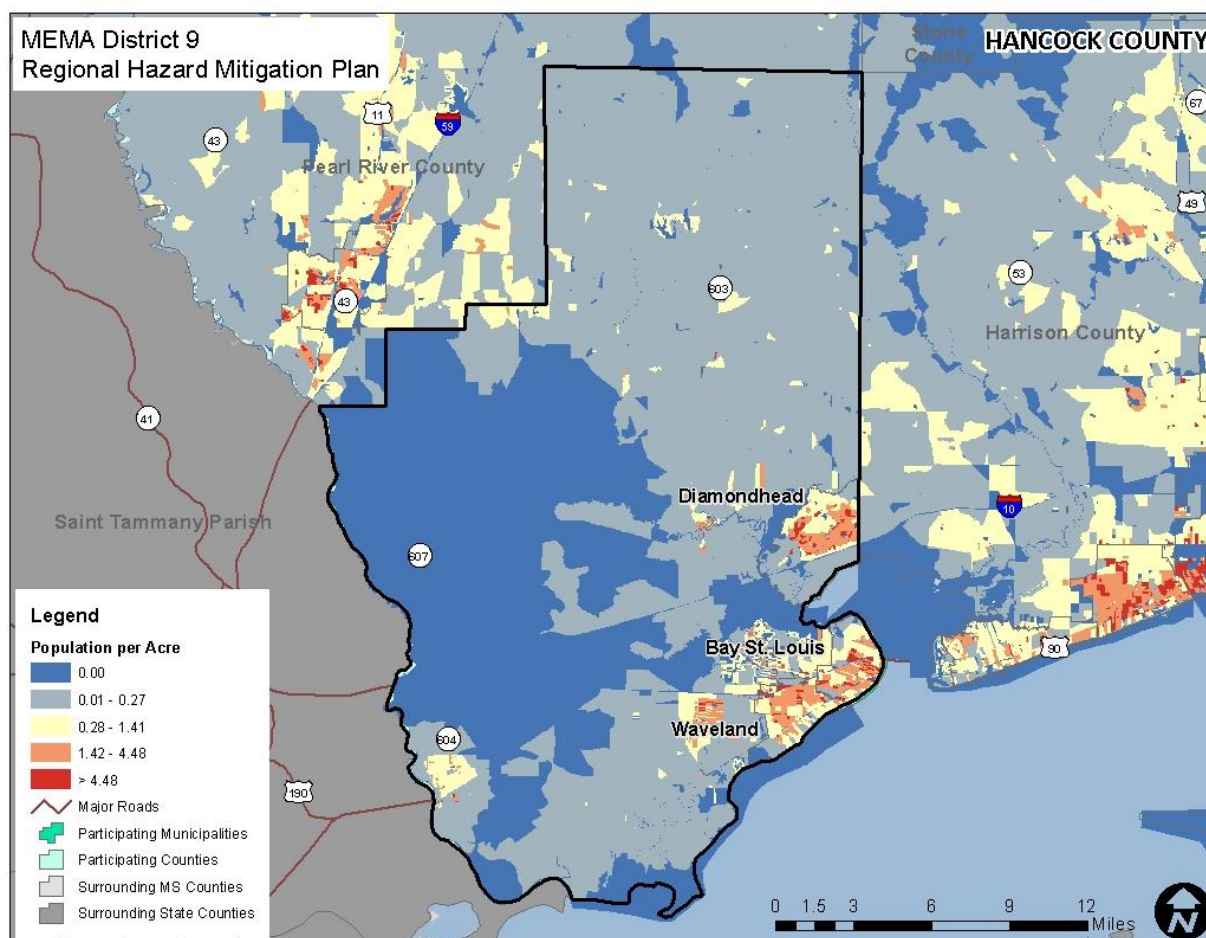 MEMA District 9
Regional Hazard Mitigation Plan
HANCOCK COUNTY
Stone
County
67
11
59
43
Pearl River County
49
53
603
43
Harrison County
41
Diamondhead
10
Saint Tammany Parish
607
Bay St. Louis
90
Waveland
604
190
Legend
Population per Acre
0.00
0.01 - 0.27
0.28 - 1.41
1.42 - 4.48
> 4.48
Major Roads
Participating Municipalities
Participating Counties
Surrounding MS Counties
Surrounding State Counties
0 1.5 3 6 9 12
Miles
N